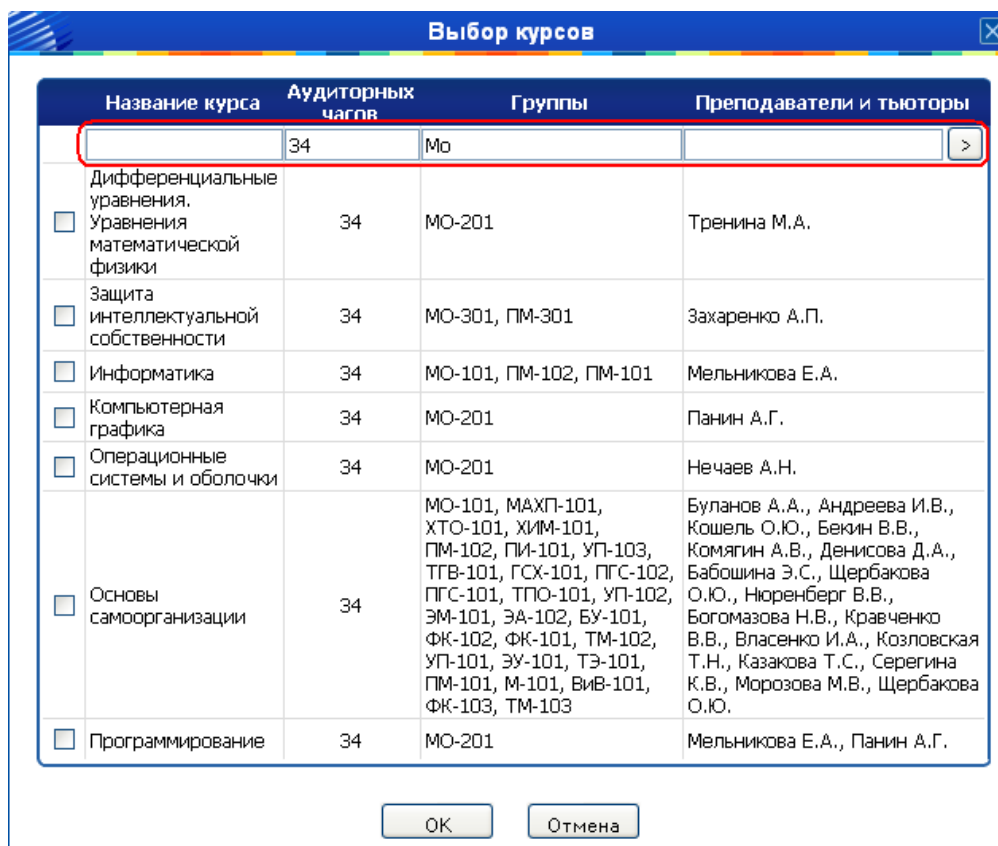 Выбор курсов
Название курса
Аудиторных
часов
Группы
Преподаватели и тьюторы
34
Мо
>
Дифференциальные
уравнения.
Уравнения
математической
физики
34
МО-201
Тренина М.А.
Защита
интеллектуальной
собственности
34
МО-301, ПМ-301
Захаренко А.П.
Информатика
34
МО-101, ПМ-102, ПМ-101
Мельникова Е.А.
Компьютерная
графика
34
МО-201
Панин А.Г.
Операционные
системы и оболочки
34
МО-201
Нечаев А.Н.
Основы
самоорганизации
34
МО-101, МАХП-101,
ХТО-101, ХИМ-101,
ПМ-102, ПИ-101, УП-103,
ТГВ-101, ГСХ-101, ПГС-102,
ПГС-101, ТПО-101, УП-102,
ЭМ-101, ЭА-102, БУ-101,
ФК-102, ФК-101, ТМ-102,
УП-101, ЭУ-101, ТЭ-101,
ПМ-101, М-101, ВиВ-101,
ФК-103, ТМ-103
Буланов А.А., Андреева И.В.,
Кошель О.Ю., Бекин В.В.,
Комягин А.В., Денисова Д.А.,
Бабошина Э.С., Щербакова
О.Ю., Нюренберг В.В.,
Богомазова Н.В., Кравченко
В.В., Власенко И.А., Козловская
Т.Н., Казакова Т.С., Серегина
К.В., Морозова М.В., Щербакова
О.Ю.
Программирование
34
МО-201
Мельникова Е.А., Панин А.Г.
ОК
Отмена